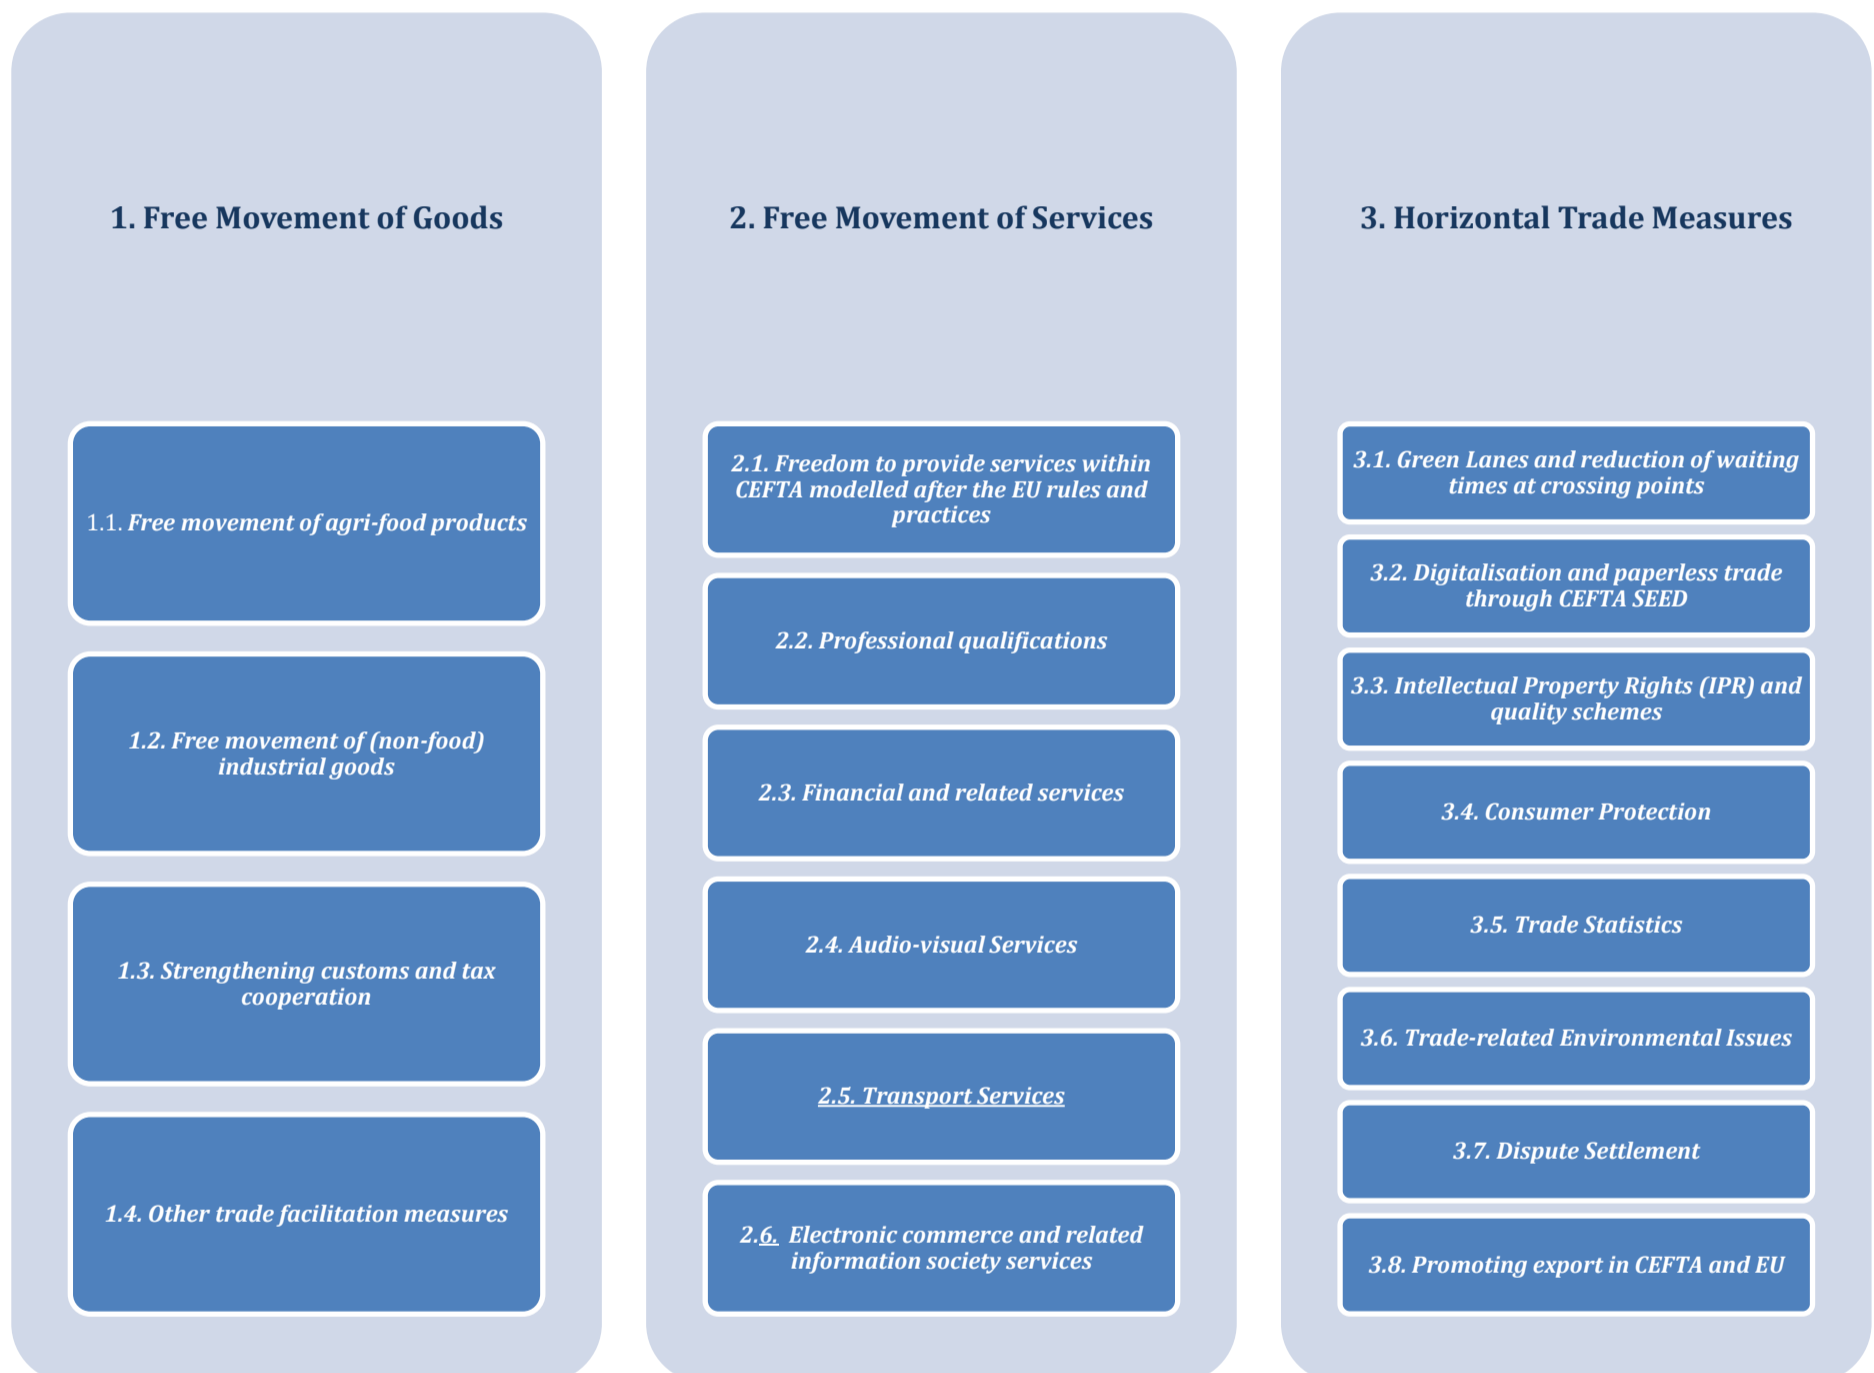 1. Free Movement of Goods
1.1. Free movement of agri-food products
1.2. Free movement of (non-food)
industrial goods
1.3. Strengthening customs and tax
cooperation
1.4. Other trade facilitation measures
2. Free Movement of Services
2.1. Freedom to provide services within
CEFTA modelled after the EU rules and
practices
2.2. Professional qualifications
2.3. Financial and related services
2.4. Audio-visual Services
2.5. Transport Services
2.6. Electronic commerce and related
information society services
3. Horizontal Trade Measures
3.1. Green Lanes and reduction of waiting
times at crossing points
3.2. Digitalisation and paperless trade
through CEFTA SEED
3.3. Intellectual Property Rights (IPR) and
quality schemes
3.4. Consumer Protection
3.5. Trade Statistics
3.6. Trade-related Environmental Issues
3.7. Dispute Settlement
3.8. Promoting export in CEFTA and EU